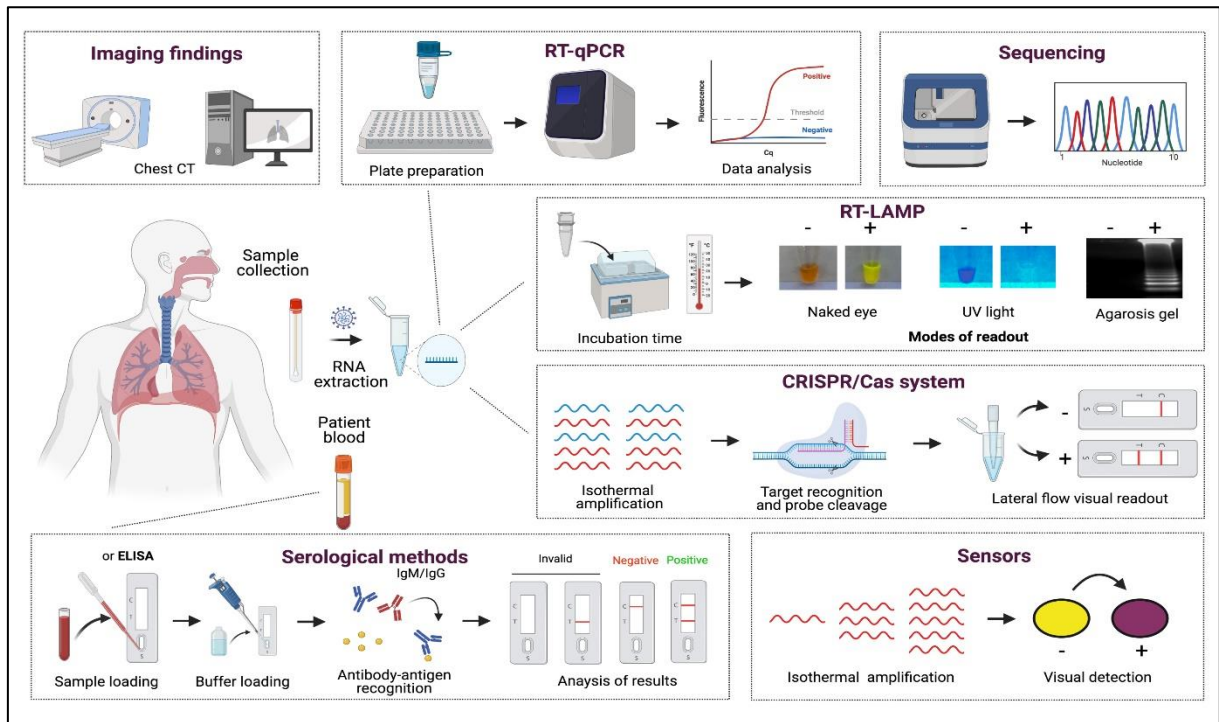 Imaging findings
Chest CT
RT-qPCR
Plate preparation
Fluorescence
Positive
Threshold
Negative
Cq
Data analysis
Sequencing
1
Nucleotide
10
Sample
collection
RNA
extraction
Patient
blood
RT-LAMP
Incubation time
- +
Naked eye
- +
UV light
- +
Agarosis gel
Modes of readout
CRISPR/Cas system
Isothermal
amplification
Target recognition
and probe cleavage
-
S T C
+
S T C
Lateral flow visual readout
Serological methods
or ELISA
C
T
S
Sample loading
S
Buffer loading
IgM/IgG
Antibody-antigen
recognition
Invalid
Negative
Positive
C C C C
T T T T
S S S S
Anaysis of results
Sensors
Isothermal amplification
- +
Visual detection